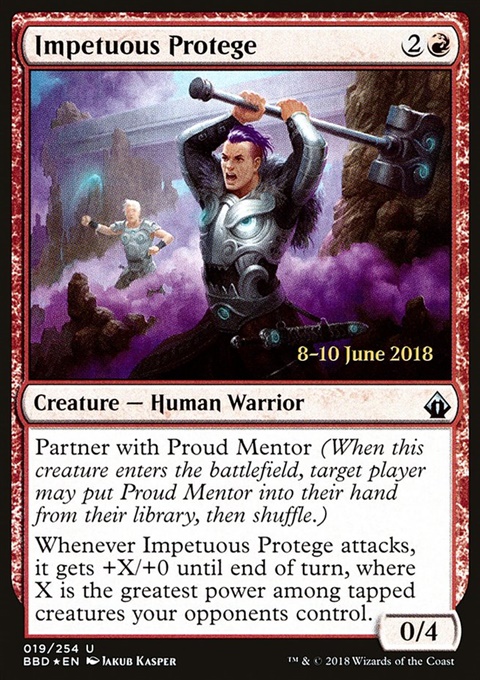 Impetuous Protege 2
8–10 June 2018
Creature — Human Warrior
Partner with Proud Mentor (When this
creature enters the battlefield, target player
may put Proud Mentor into their hand
from their library, then shuffle.)
Whenever Impetuous Protege attacks,
it gets +X/+0 until end of turn, where
X is the greatest power among tapped
creatures your opponents control.
0/4
019/254 U
BBD★EN Jakub Kasper
™ & © 2018 Wizards of the Coast